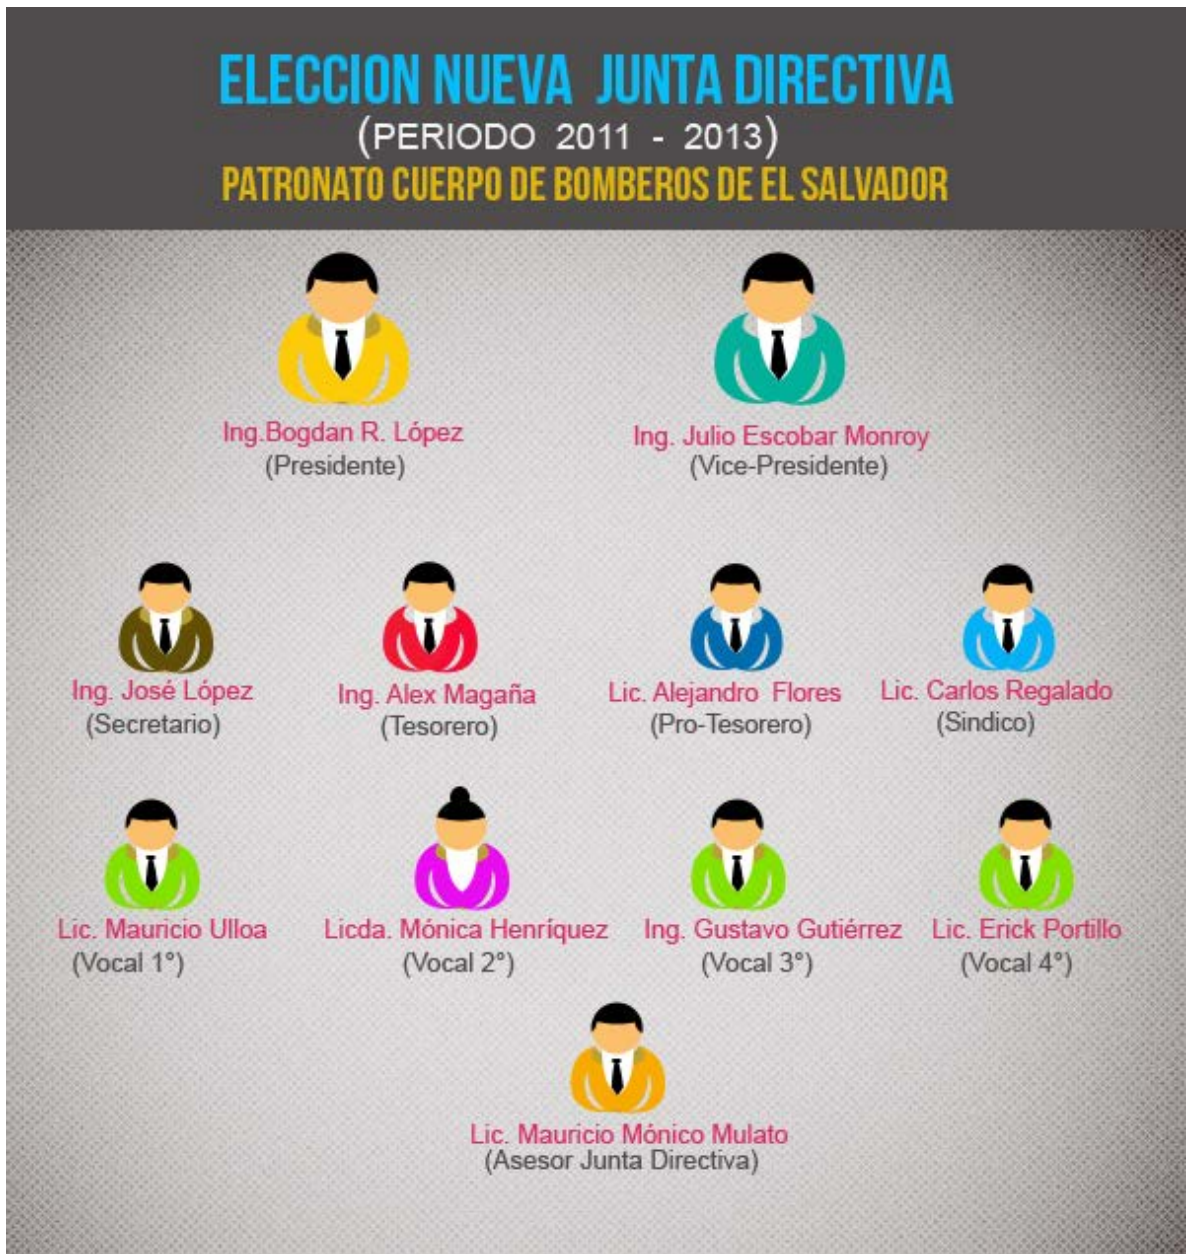 ELECCION NUEVA JUNTA DIRECTIVA
(PERIODO 2011 - 2013)
PATRONATO CUERPO DE BOMBEROS DE EL SALVADOR
Ing.Bogdan R. López
(Presidente)
Ing. Julio Escobar Monroy
(Vice-Presidente)
Ing. José López
(Secretario)
Ing. Alex Magaña
(Tesorero)
Lic. Alejandro Flores
(Pro-Tesorero)
Lic. Carlos Regalado
(Sindico)
Lic. Mauricio Ulloa
(Vocal 1°)
Licda. Mónica Henríquez
(Vocal 2°)
Ing. Gustavo Gutiérrez
(Vocal 3°)
Lic. Erick Portillo
(Vocal 4°)
Lic. Mauricio Mónico Mulato
(Asesor Junta Directiva)